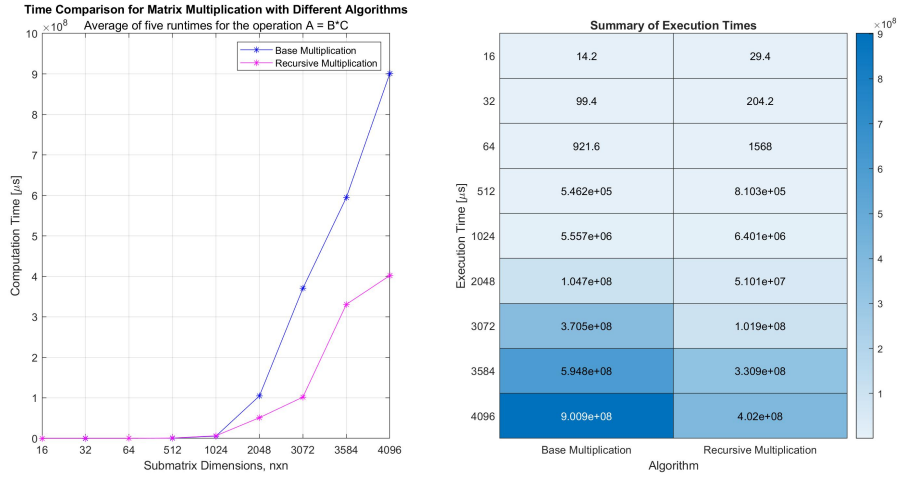 Time Comparison for Matrix Multiplication with Different Algorithms
Average of five runtimes for the operation A = B*C
×10⁸
10
9
8
7
6
5
4
3
2
1
0
Computation Time [μs]
Base Multiplication
Recursive Multiplication
16 32 64 512 1024 2048 3072 3584 4096
Submatrix Dimensions, nxn
Summary of Execution Times
Execution Time [μs]
16 14.2 29.4
32 99.4 204.2
64 921.6 1568
512 5.462e+05 8.103e+05
1024 5.557e+06 6.401e+06
2048 1.047e+08 5.101e+07
3072 3.705e+08 1.019e+08
3584 5.948e+08 3.309e+08
4096 9.009e+08 4.02e+08
Base Multiplication Recursive Multiplication
Algorithm
×10⁸
9
8
7
6
5
4
3
2
1